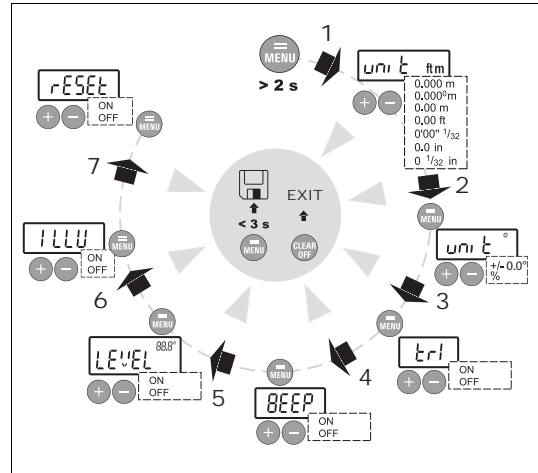 1
MENU
> 2 s
unit ftm
+ −
0.000 m
0.000⁰m
0.00 m
0.00 ft
0'00" 1/32
0.0 in
0 1/32 in
2
MENU
unit °
+ −
+/- 0.0°
%
3
MENU
trI
+ −
ON
OFF
4
MENU
BEEP
+ −
ON
OFF
5
MENU
LEVEL 88.8°
+ −
ON
OFF
6
MENU
ILLU
+ −
ON
OFF
7
MENU
rESEt
+ −
ON
OFF
EXIT
< 3 s
MENU
CLEAR
OFF